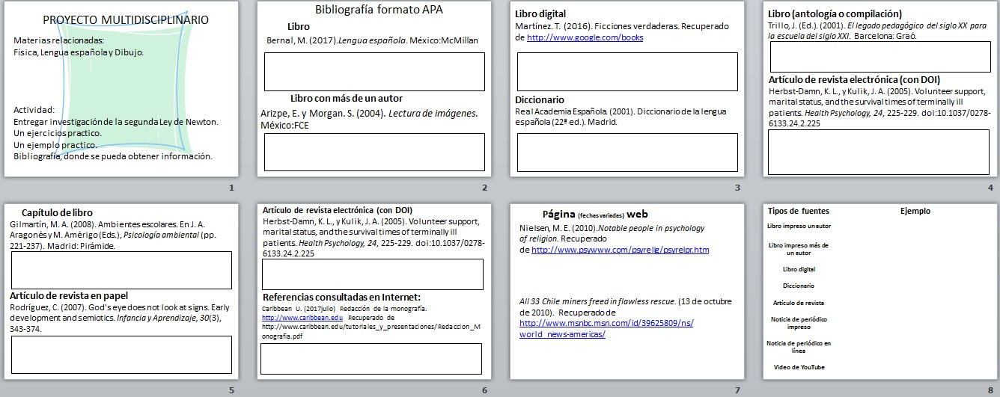 PROYECTO MULTIDISCIPLINARIO
Materias relacionadas:
Física, Lengua española y Dibujo.
Actividad:
Entregar investigación de la segunda Ley de Newton.
Un ejercicios practico.
Un ejemplo practico.
Bibliografía, donde se pueda obtener información.
1
Bibliografía formato APA
Libro
Bernal, M. (2017).Lengua española. México:McMillan
Libro con más de un autor
Arizpe, E. y Morgan. S. (2004). Lectura de imágenes.
México:FCE
2
Libro digital
Martínez. T. (2016). Ficciones verdaderas. Recuperado
de http://www.google.com/books
Diccionario
Real Academia Española. (2001). Diccionario de la lengua
española (22ª ed.). Madrid.
3
Libro (antología o compilación)
Trillo, J. (Ed.). (2001). El legado pedagógico del siglo XX para
la escuela del siglo XXI. Barcelona: Graó.
Artículo de revista electrónica (con DOI)
Herbst-Damn, K. L., y Kulik, J. A. (2005). Volunteer support,
marital status, and the survival times of terminally ill
patients. Health Psychology, 24, 225-229. doi:10.1037/0278-
6133.24.2.225
4
Capítulo de libro
Gilmartín, M. A. (2008). Ambientes escolares. En J. A.
Aragonés y M. Amérigo (Eds.), Psicología ambiental (pp.
221-237). Madrid: Pirámide.
Artículo de revista en papel
Rodríguez, C. (2007). God's eye does not look at signs. Early
development and semiotics. Infancia y Aprendizaje, 30(3),
343-374.
5
Artículo de revista electrónica (con DOI)
Herbst-Damn, K. L., y Kulik, J. A. (2005). Volunteer support,
marital status, and the survival times of terminally ill
patients. Health Psychology, 24, 225-229. doi:10.1037/0278-
6133.24.2.225
Referencias consultadas en Internet:
Caribbean U. (2017julio) Redacción de la monografía.
http://www.caribbean.edu Recuperado de
http://www.caribbean.edu/tutoriales_y_presentaciones/Redaccion_M
onografia.pdf
6
Página (fechas variadas) web
Nielsen, M. E. (2010).Notable people in psychology
of religion. Recuperado
de http://www.psywww.com/psyrelig/psyrelpr.htm
All 33 Chile miners freed in flawless rescue. (13 de octubre
de 2010). Recuperado de
http://www.msnbc.msn.com/id/39625809/ns/
world_news-americas/
7
Tipos de fuentes Ejemplo
Libro impreso un autor
Libro impreso más de
un autor
Libro digital
Diccionario
Artículo de revista
Noticia de periódico
impreso
Noticia de periódico en
línea
Video de YouTube
8